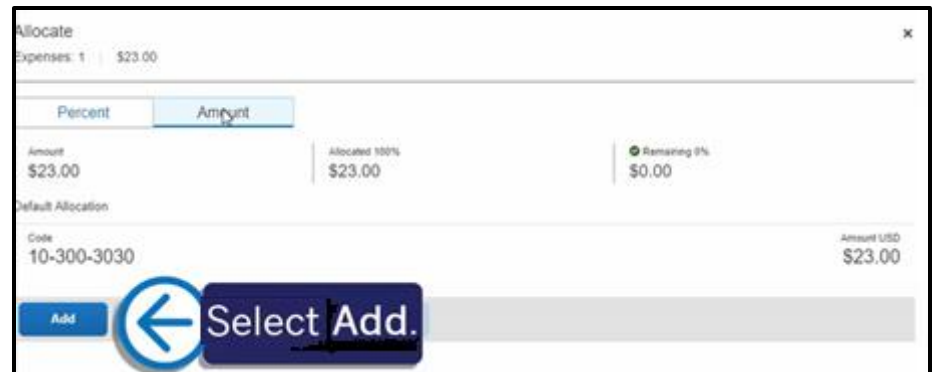 Allocate
×
Expenses: 1 | $23.00
Percent
Amount
Amount
$23.00
Allocated 100%
$23.00
Remaining 0%
$0.00
Default Allocation
Code
10-300-3030
Amount USD
$23.00
Add
Select Add.